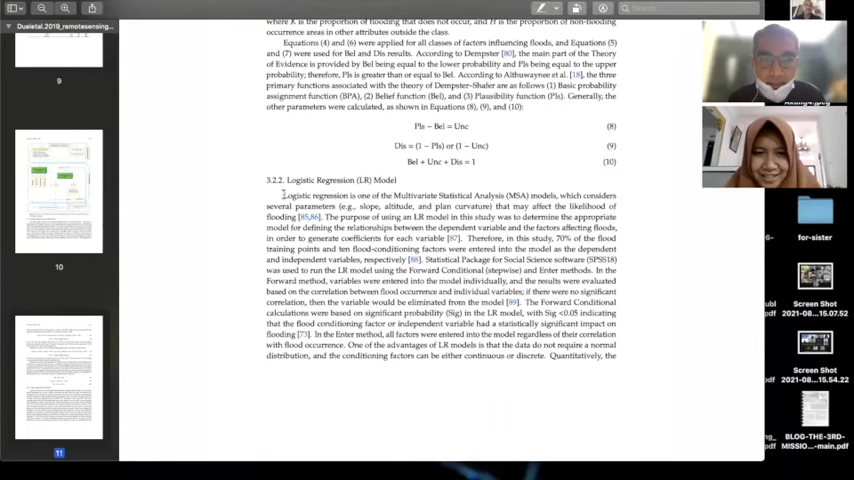 Search
Dusietal.2019_remotesensing...
9
10
11
where K is the proportion of flooding that does not occur, and H is the proportion of non-flooding
occurrence areas in other attributes outside the class.
Equations (4) and (6) were applied for all classes of factors influencing floods, and Equations (5)
and (7) were used for Bel and Dis results. According to Dempster [80], the main part of the Theory
of Evidence is provided by Bel being equal to the lower probability and Pls being equal to the upper
probability; therefore, Pls is greater than or equal to Bel. According to Althuwaynee et al. [18], the three
primary functions associated with the theory of Dempster–Shafer are as follows (1) Basic probability
assignment function (BPA), (2) Belief function (Bel), and (3) Plausibility function (Pls). Generally, the
other parameters were calculated, as shown in Equations (8), (9), and (10):
Pls − Bel = Unc (8)
Dis = (1 − Pls) or (1 − Unc) (9)
Bel + Unc + Dis = 1 (10)
3.2.2. Logistic Regression (LR) Model
Logistic regression is one of the Multivariate Statistical Analysis (MSA) models, which considers
several parameters (e.g., slope, altitude, and plan curvature) that may affect the likelihood of
flooding [85,86]. The purpose of using an LR model in this study was to determine the appropriate
model for defining the relationships between the dependent variable and the factors affecting floods,
in order to generate coefficients for each variable [87]. Therefore, in this study, 70% of the flood
training points and ten flood-conditioning factors were entered into the model as the dependent
and independent variables, respectively [88]. Statistical Package for Social Science software (SPSS18)
was used to run the LR model using the Forward Conditional (stepwise) and Enter methods. In the
Forward method, variables were entered into the model individually, and the results were evaluated
based on the correlation between flood occurrence and individual variables; if there were no significant
correlation, then the variable would be eliminated from the model [89]. The Forward Conditional
calculations were based on significant probability (Sig) in the LR model, with Sig <0.05 indicating
that the flood conditioning factor or independent variable had a statistically significant impact on
flooding [73]. In the Enter method, all factors were entered into the model regardless of their correlation
with flood occurrence. One of the advantages of LR models is that the data do not require a normal
distribution, and the conditioning factors can be either continuous or discrete. Quantitatively, the
for-sister
Screen Shot
2021-08...15.07.52
Screen Shot
2021-08...15.54.22
BLOG-THE-3RD-
MISSIO...-m.pdf